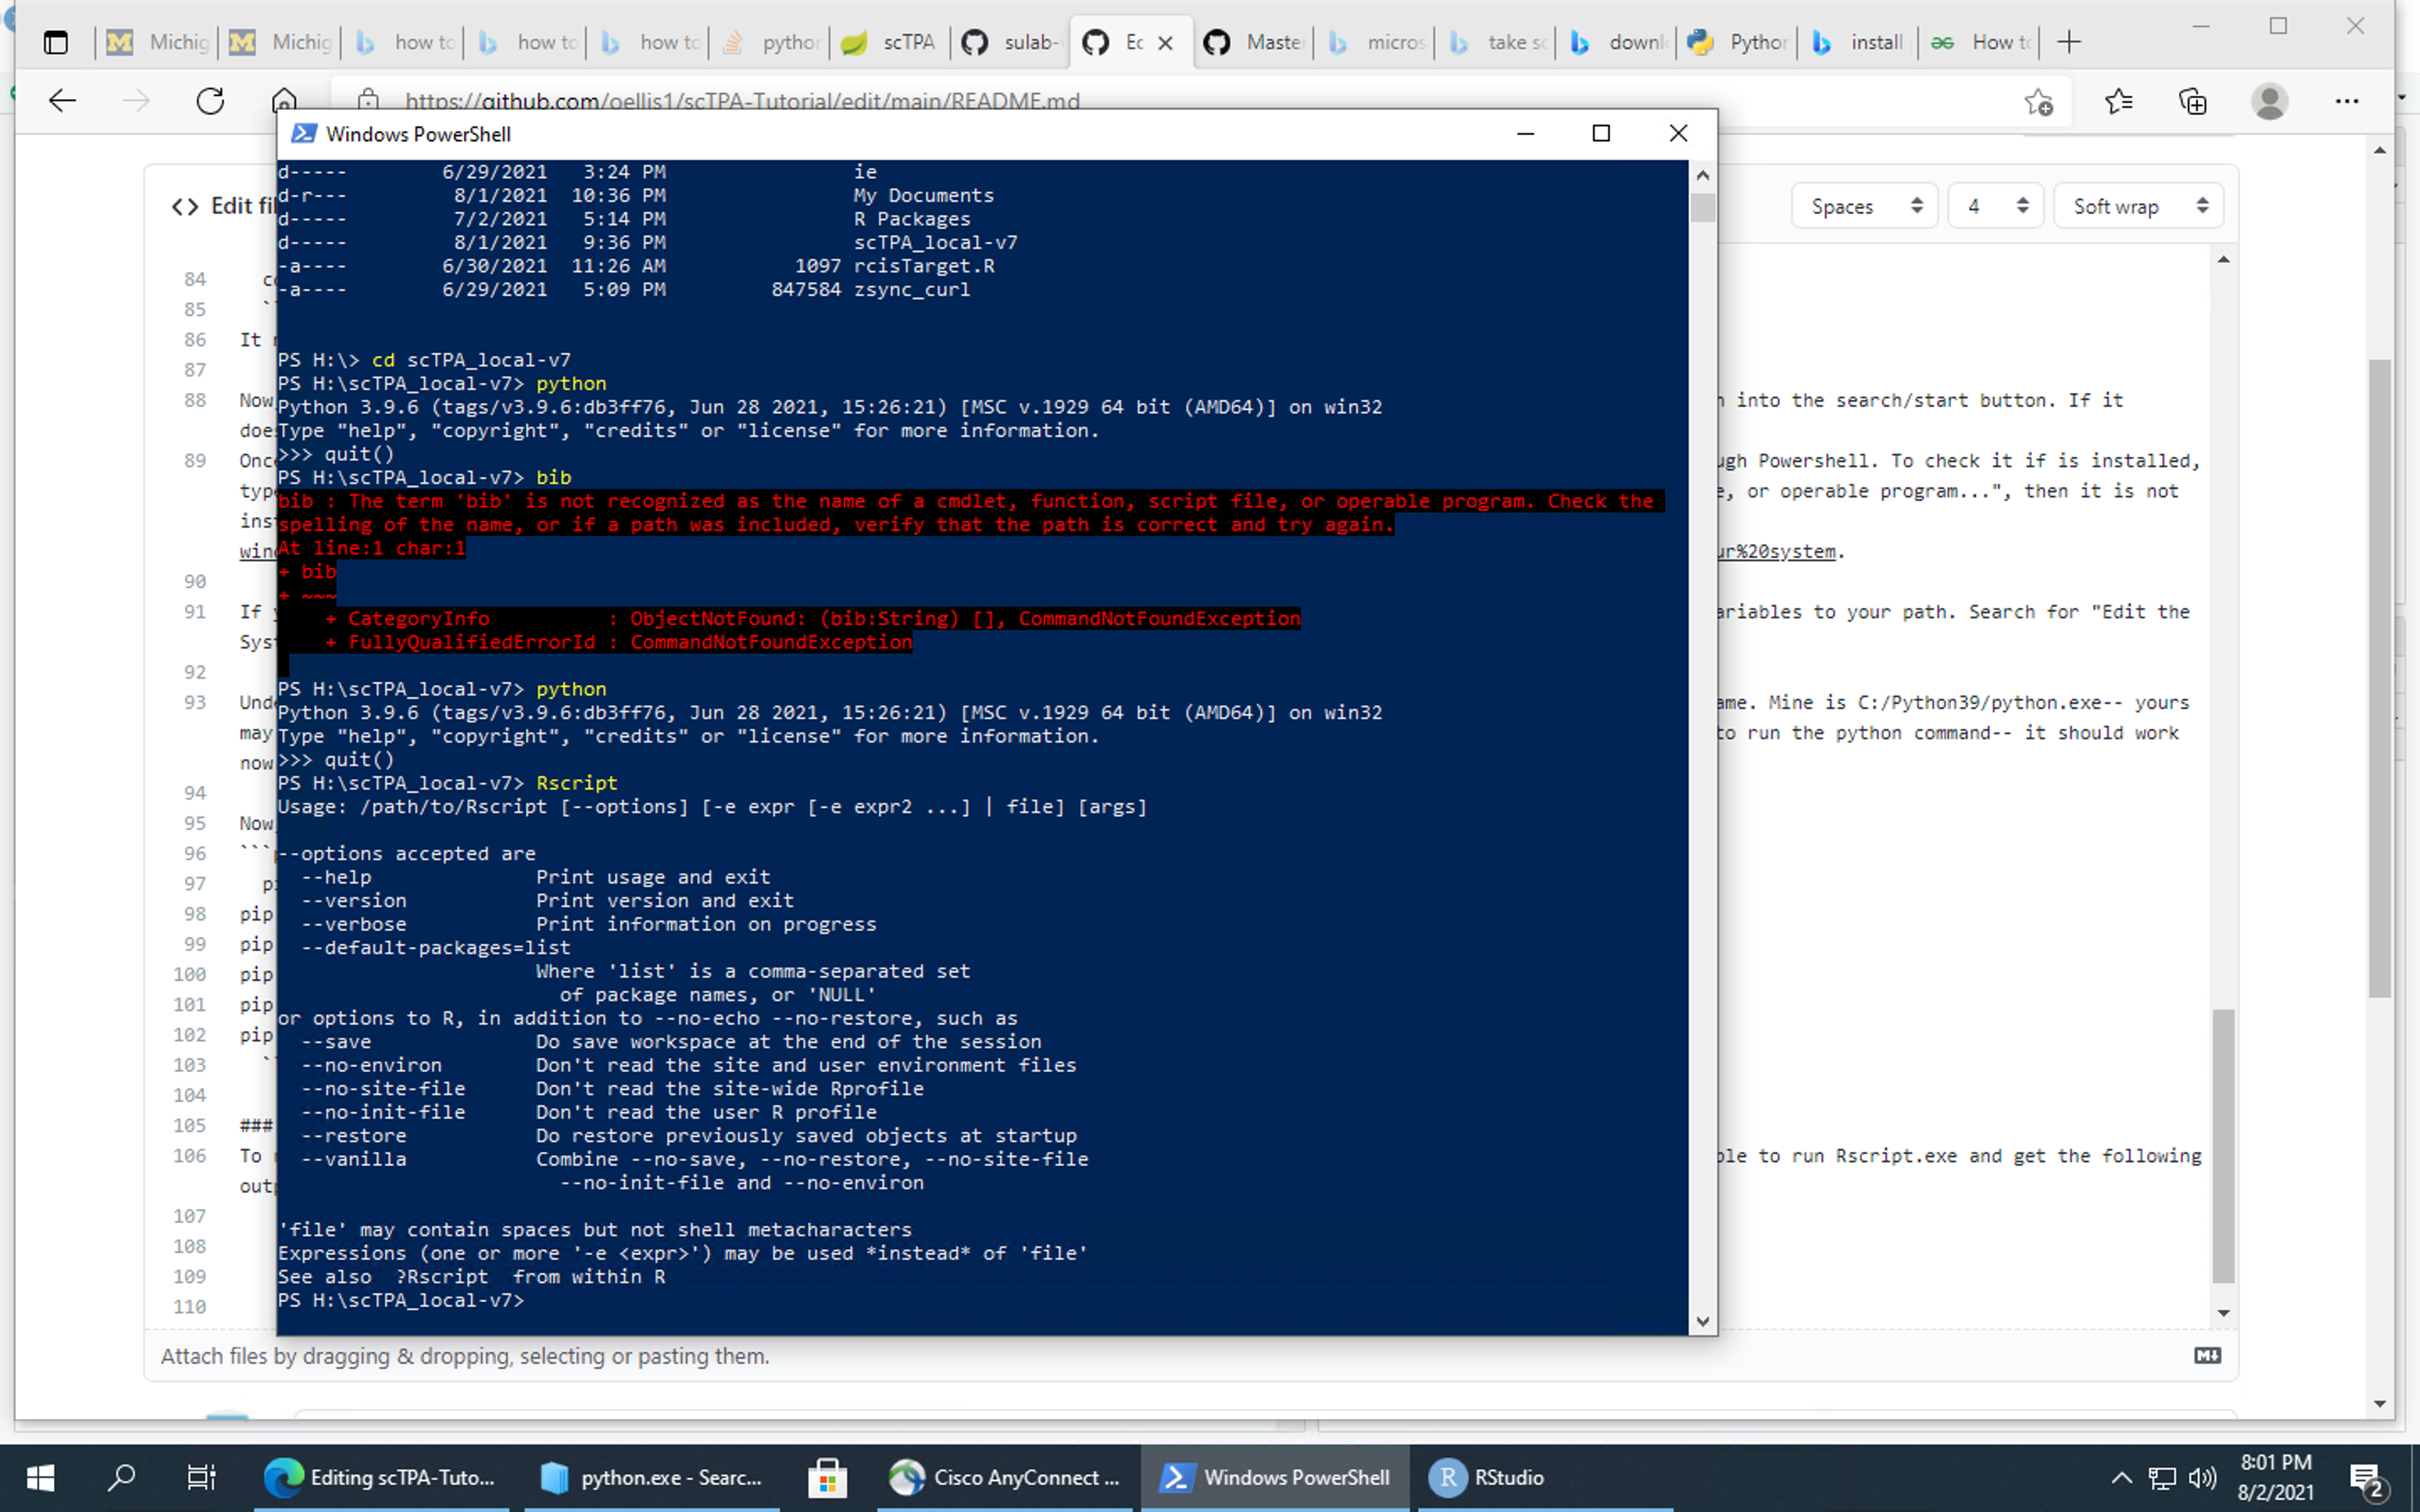 Michig
Michig
how to
how to
how to
python
scTPA
sulab-
Ec
Master
micros
take sc
downl
Python
install
How to
https://github.com/oellis1/scTPA-Tutorial/edit/main/README.md
Windows PowerShell
<> Edit fil
Spaces
4
Soft wrap
d----- 6/29/2021 3:24 PM ie
d-r--- 8/1/2021 10:36 PM My Documents
d----- 7/2/2021 5:14 PM R Packages
d----- 8/1/2021 9:36 PM scTPA_local-v7
-a---- 6/30/2021 11:26 AM 1097 rcisTarget.R
-a---- 6/29/2021 5:09 PM 847584 zsync_curl
PS H:\> cd scTPA_local-v7
PS H:\scTPA_local-v7> python
Python 3.9.6 (tags/v3.9.6:db3ff76, Jun 28 2021, 15:26:21) [MSC v.1929 64 bit (AMD64)] on win32
Type "help", "copyright", "credits" or "license" for more information.
>>> quit()
PS H:\scTPA_local-v7> bib
bib : The term 'bib' is not recognized as the name of a cmdlet, function, script file, or operable program. Check the
spelling of the name, or if a path was included, verify that the path is correct and try again.
At line:1 char:1
+ bib
+ ~~~
+ CategoryInfo : ObjectNotFound: (bib:String) [], CommandNotFoundException
+ FullyQualifiedErrorId : CommandNotFoundException
PS H:\scTPA_local-v7> python
Python 3.9.6 (tags/v3.9.6:db3ff76, Jun 28 2021, 15:26:21) [MSC v.1929 64 bit (AMD64)] on win32
Type "help", "copyright", "credits" or "license" for more information.
>>> quit()
PS H:\scTPA_local-v7> Rscript
Usage: /path/to/Rscript [--options] [-e expr [-e expr2 ...] | file] [args]
--options accepted are
--help Print usage and exit
--version Print version and exit
--verbose Print information on progress
--default-packages=list
Where 'list' is a comma-separated set
of package names, or 'NULL'
or options to R, in addition to --no-echo --no-restore, such as
--save Do save workspace at the end of the session
--no-environ Don't read the site and user environment files
--no-site-file Don't read the site-wide Rprofile
--no-init-file Don't read the user R profile
--restore Do restore previously saved objects at startup
--vanilla Combine --no-save, --no-restore, --no-site-file
--no-init-file and --no-environ
'file' may contain spaces but not shell metacharacters
Expressions (one or more '-e <expr>') may be used *instead* of 'file'
See also ?Rscript from within R
PS H:\scTPA_local-v7>
84
85
86 It
87
88 Now
into the search/start button. If it
doe
89 Onc
ugh Powershell. To check it if is installed,
type
e, or operable program...", then it is not
inst
wind
ur%20system.
90
91 If
ariables to your path. Search for "Edit the
Syst
92
93 Unde
ame. Mine is C:/Python39/python.exe-- yours
may
to run the python command-- it should work
now
94
95 Now
96 ```
97
98 pip
99 pip
100 pip
101 pip
102 pip
103
104
105 ###
106 To
ble to run Rscript.exe and get the following
outp
107
108
109
110
Attach files by dragging & dropping, selecting or pasting them.
Editing scTPA-Tuto...
python.exe - Searc...
Cisco AnyConnect ...
Windows PowerShell
R
RStudio
8:01 PM
8/2/2021
2